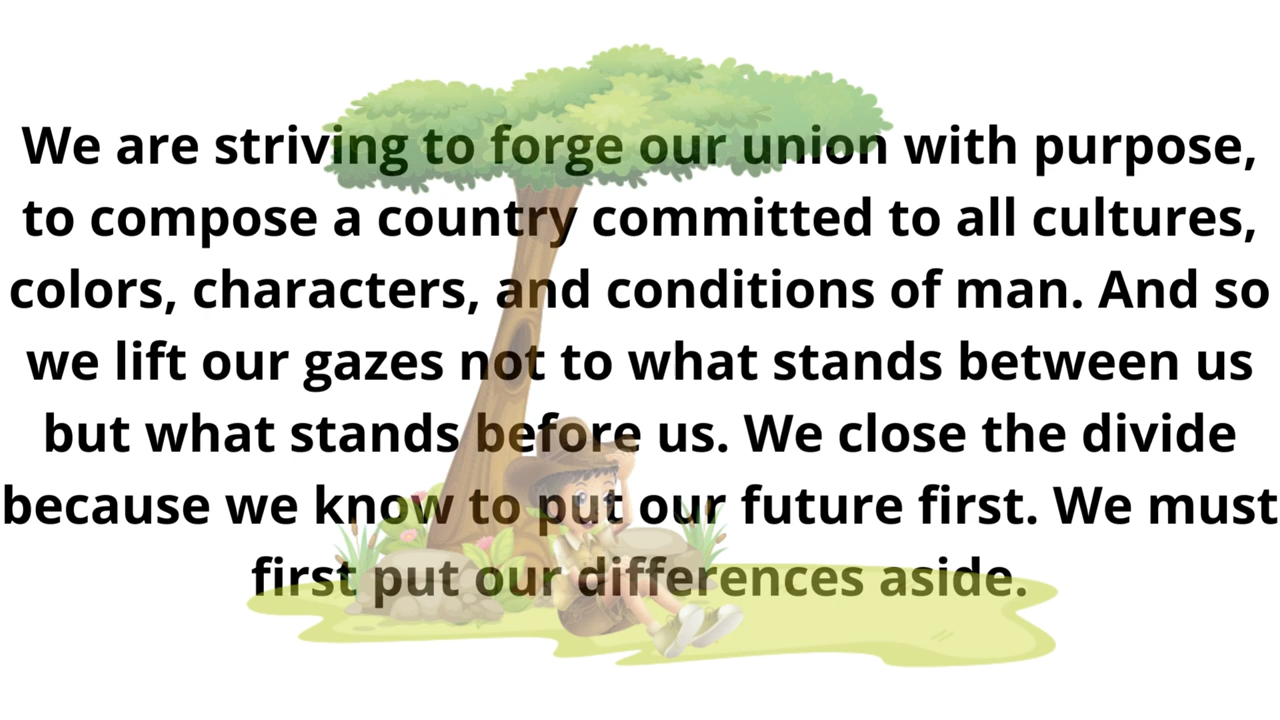 We are striving to forge our union with purpose,
to compose a country committed to all cultures,
colors, characters, and conditions of man. And so
we lift our gazes not to what stands between us
but what stands before us. We close the divide
because we know to put our future first. We must
first put our differences aside.